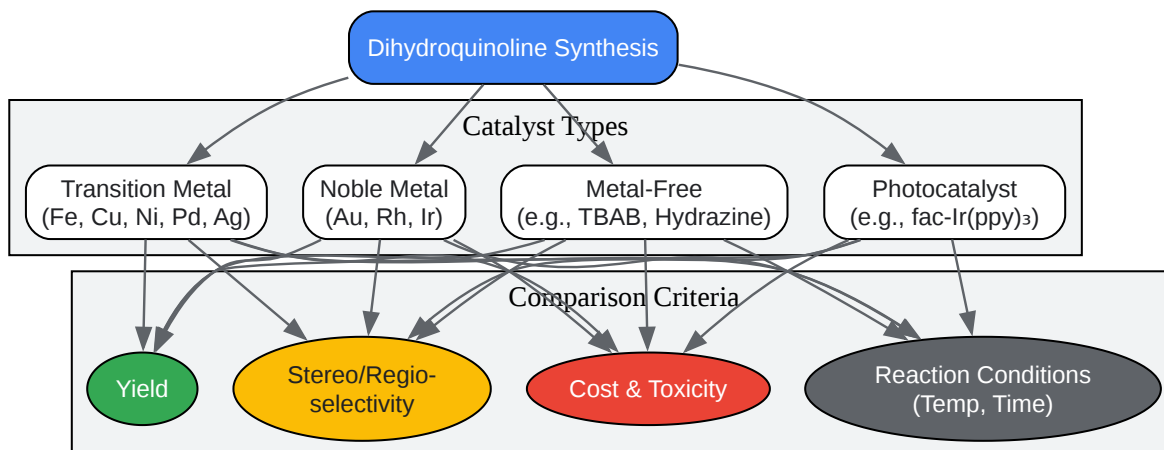 Dihydroquinoline Synthesis
Catalyst Types
Transition Metal
(Fe, Cu, Ni, Pd, Ag)
Noble Metal
(Au, Rh, Ir)
Metal-Free
(e.g., TBAB, Hydrazine)
Photocatalyst
(e.g., fac-Ir(ppy)₃)
Comparison Criteria
Yield
Stereo/Regio-
selectivity
Cost & Toxicity
Reaction Conditions
(Temp, Time)